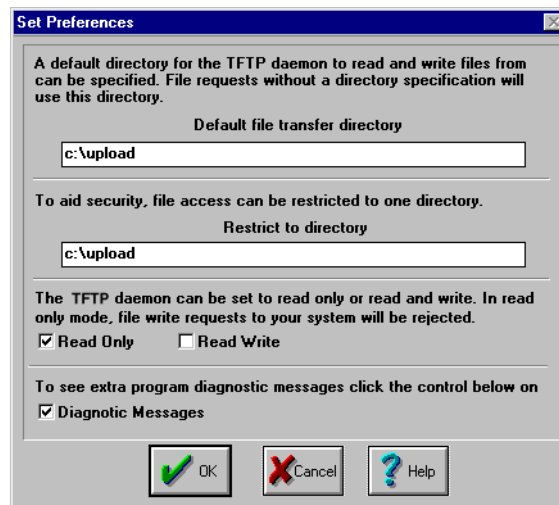 Set Preferences
A default directory for the TFTP daemon to read and write files from
can be specified. File requests without a directory specification will
use this directory.
Default file transfer directory
c:\upload
To aid security, file access can be restricted to one directory.
Restrict to directory
c:\upload
The TFTP daemon can be set to read only or read and write. In read
only mode, file write requests to your system will be rejected.
Read Only Read Write
To see extra program diagnostic messages click the control below on
Diagnotic Messages
OK Cancel Help